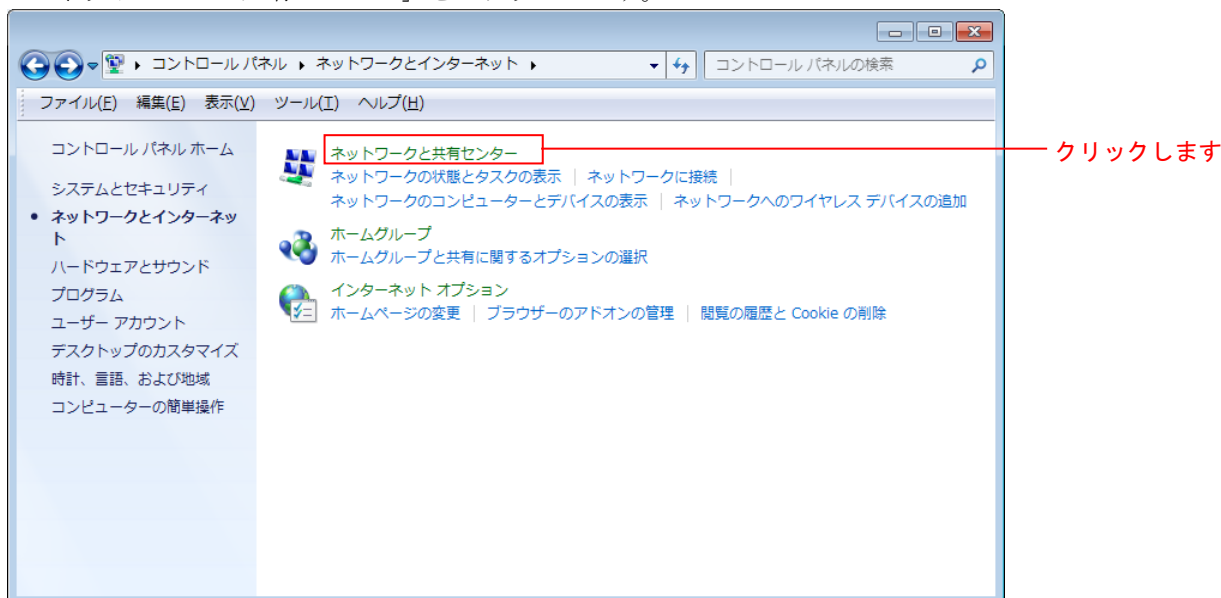 コントロール パネル ▸ ネットワークとインターネット ▸
コントロール パネルの検索
ファイル(F) 編集(E) 表示(V) ツール(T) ヘルプ(H)
コントロール パネル ホーム
システムとセキュリティ
• ネットワークとインターネッ
ト
ハードウェアとサウンド
プログラム
ユーザー アカウント
デスクトップのカスタマイズ
時計、言語、および地域
コンピューターの簡単操作
ネットワークと共有センター
ネットワークの状態とタスクの表示 | ネットワークに接続 |
ネットワークのコンピューターとデバイスの表示 | ネットワークへのワイヤレス デバイスの追加
ホームグループ
ホームグループと共有に関するオプションの選択
インターネット オプション
ホームページの変更 | ブラウザーのアドオンの管理 | 閲覧の履歴と Cookie の削除
クリックします